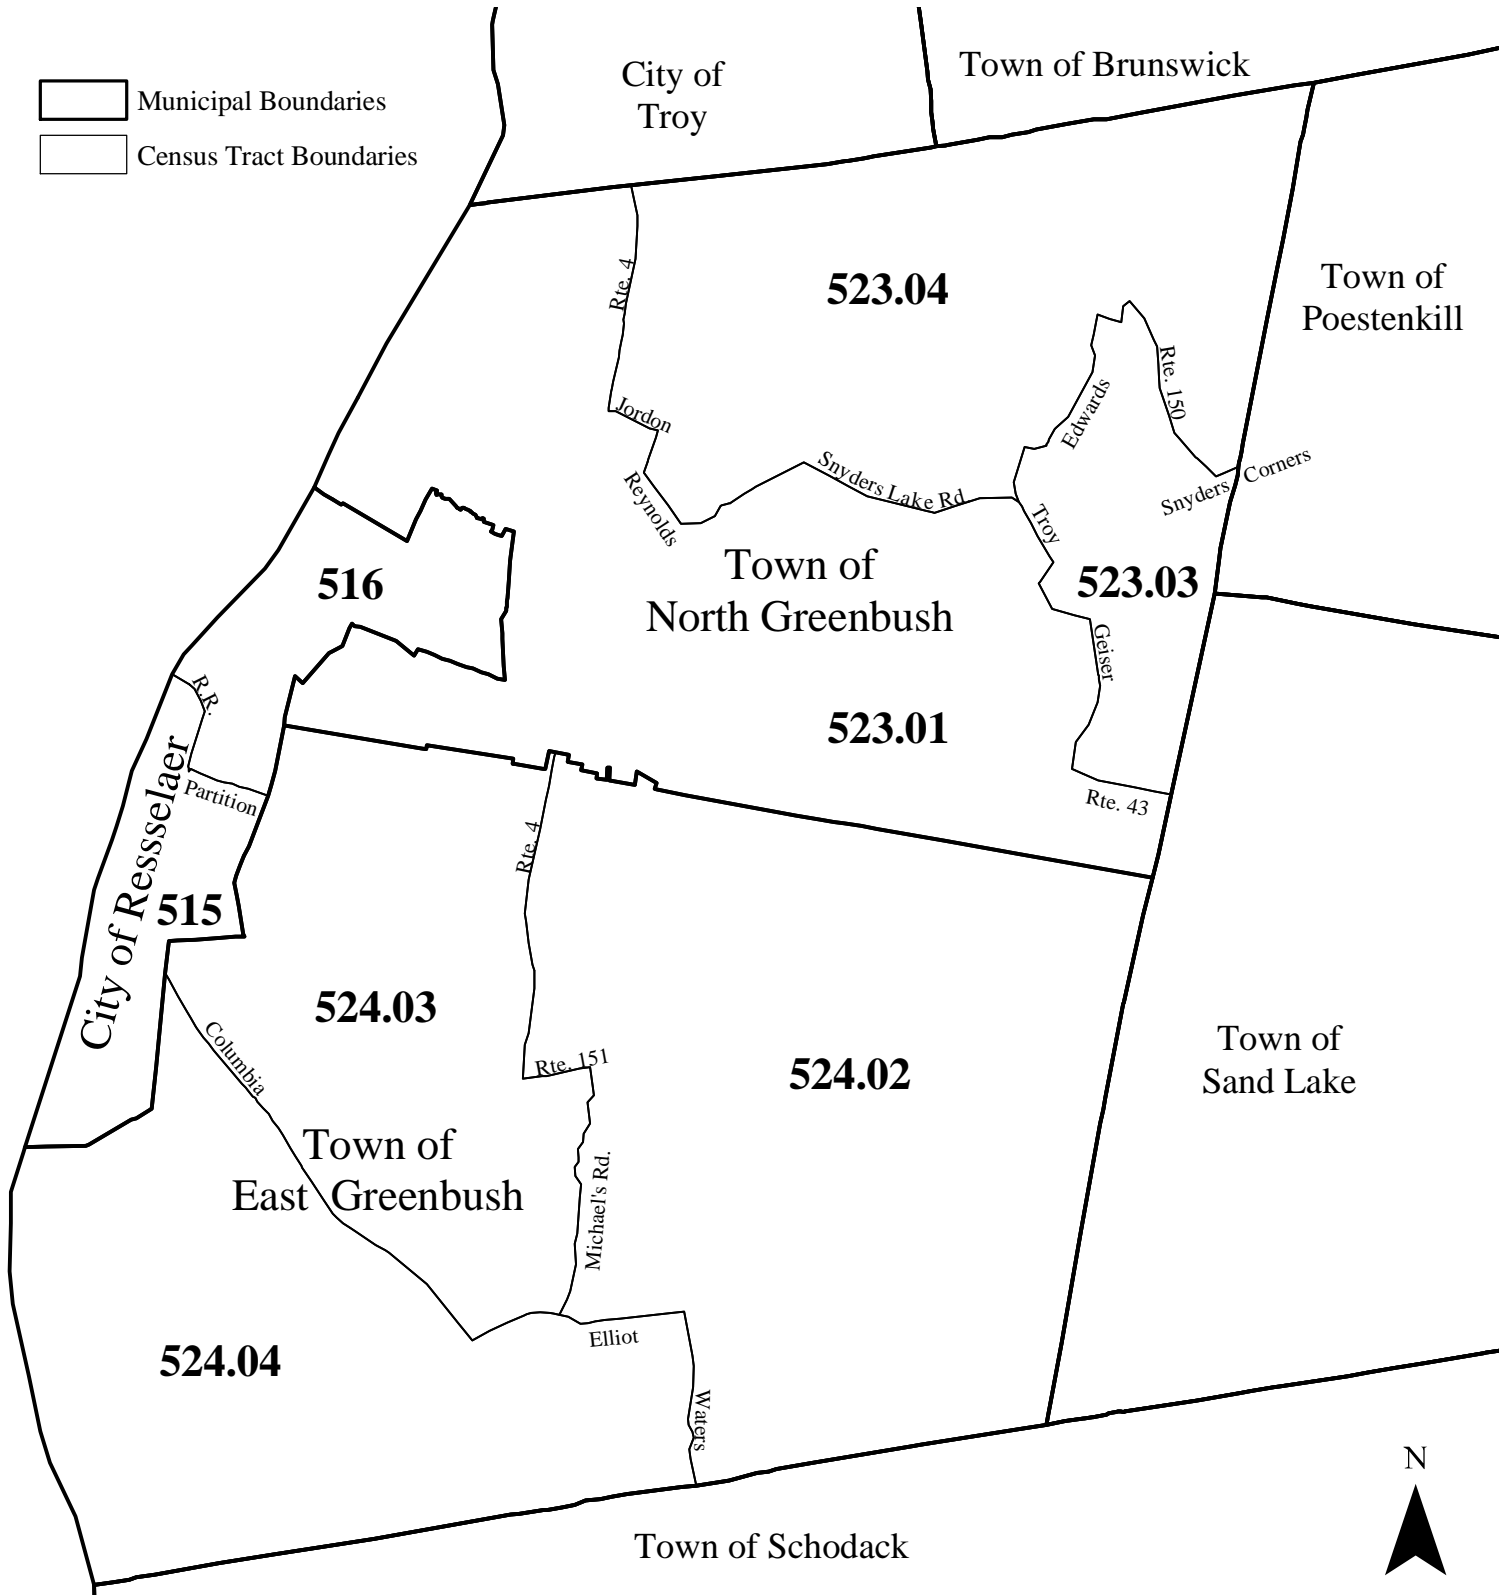 City of
Troy
Town of Brunswick
Municipal Boundaries
Census Tract Boundaries
Rte. 4
523.04
Town of
Poestenkill
Rte. 150
Edwards
Jordon
Snyders Lake Rd.
Snyders Corners
Reynolds
Troy
516
Town of
North Greenbush
523.03
Geiser
R.R.
523.01
Partition
Rte. 43
City of Ressselaer
Rte. 4
515
524.03
Columbia
Rte. 151
524.02
Town of
Sand Lake
Town of
East Greenbush
Michael's Rd.
Elliot
524.04
Waters
N
Town of Schodack